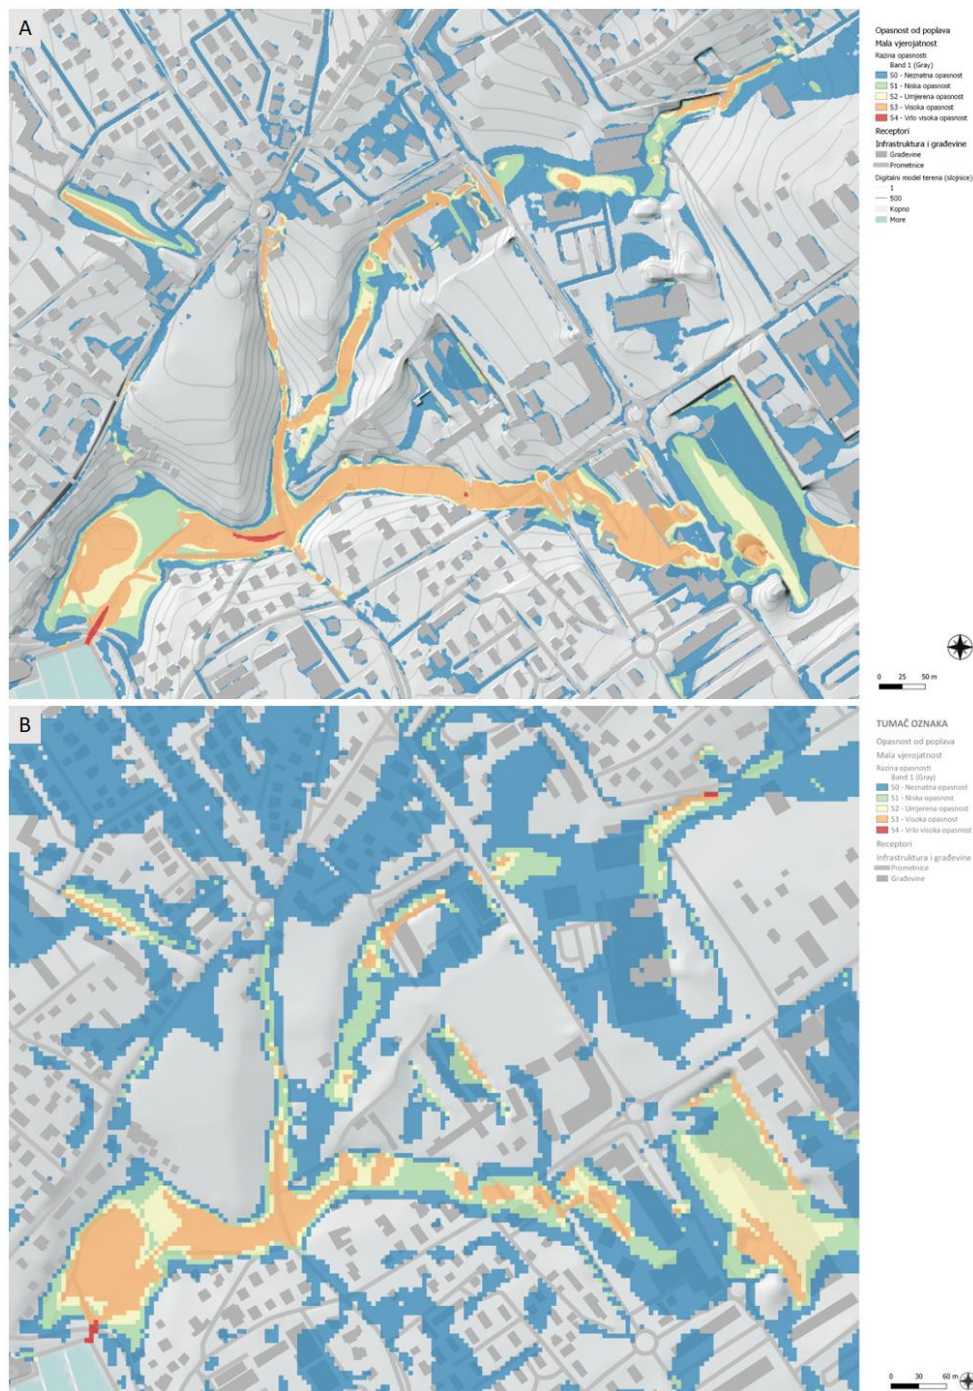 A
Opasnost od poplava
Mala vjerojatnost
Razina opasnosti
Band 1 (Gray)
S0 - Neznatna opasnost
S1 - Niska opasnost
S2 - Umjerena opasnost
S3 - Visoka opasnost
S4 - Vrlo visoka opasnost
Receptori
Infrastruktura i građevine
Građevine
Prometnice
Digitalni model terena (slojnice)
1
500
Kopno
More
0 25 50 m
B
TUMAČ OZNAKA
Opasnost od poplava
Mala vjerojatnost
Razina opasnosti
Band 1 (Gray)
S0 - Neznatna opasnost
S1 - Niska opasnost
S2 - Umjerena opasnost
S3 - Visoka opasnost
S4 - Vrlo visoka opasnost
Receptori
Infrastruktura i građevine
Prometnice
Građevine
0 30 60 m